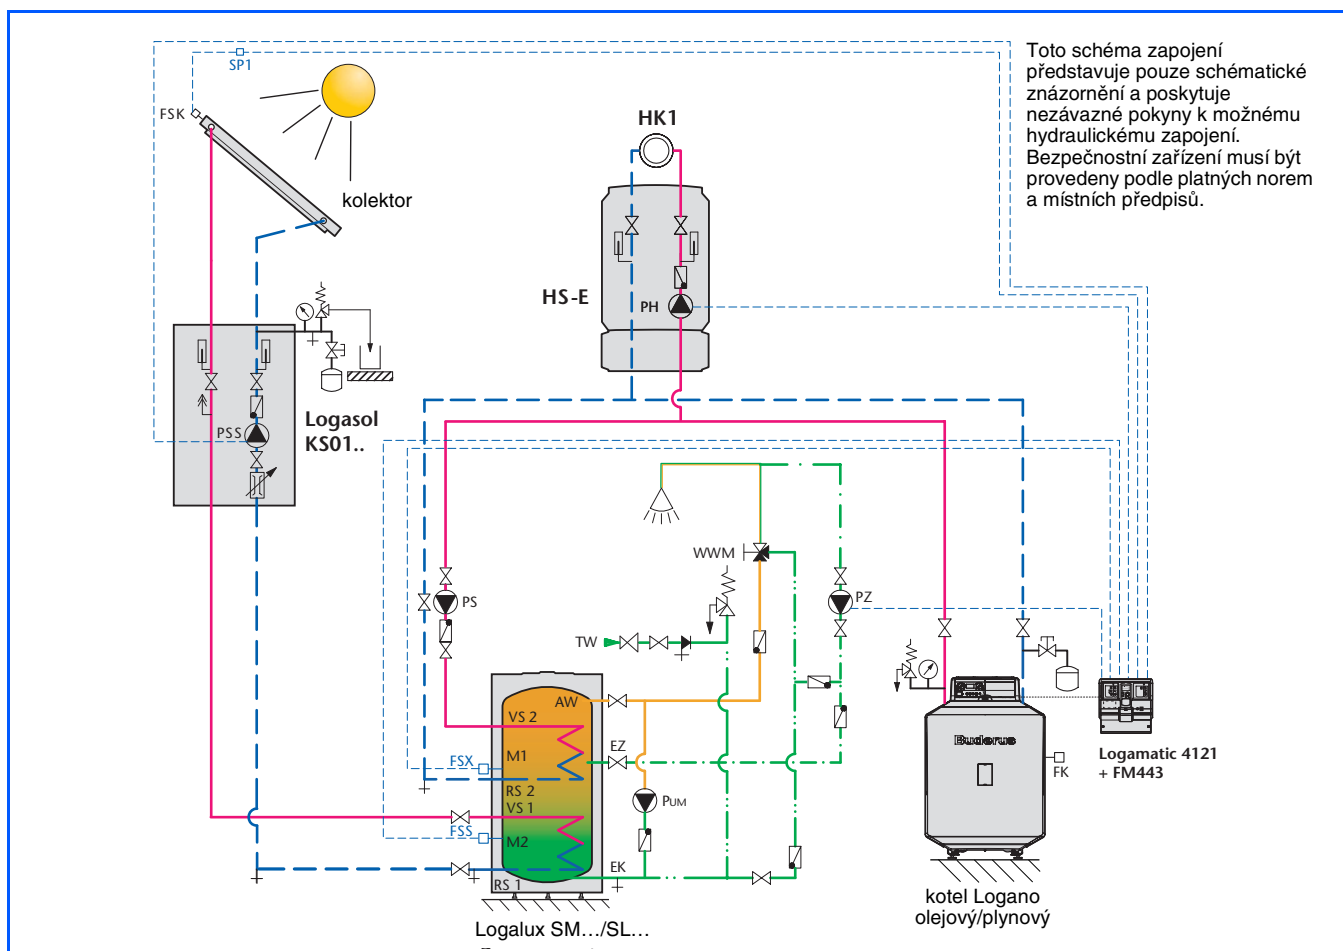 Toto schéma zapojení
představuje pouze schématické
znázornění a poskytuje
nezávazné pokyny k možnému
hydraulickému zapojení.
Bezpečnostní zařízení musí být
provedeny podle platných norem
a místních předpisů.
SP1
FSK
kolektor
HK1
HS-E
PH
Logasol
KS01..
PSS
WWM
PS
PZ
TW
AW
VS 2
FSX
M1
EZ
RS 2
VS 1
PUM
FSS
M2
EK
RS 1
Buderus
FK
Logamatic 4121
+ FM443
kotel Logano
olejový/plynový
Logalux SM.../SL...